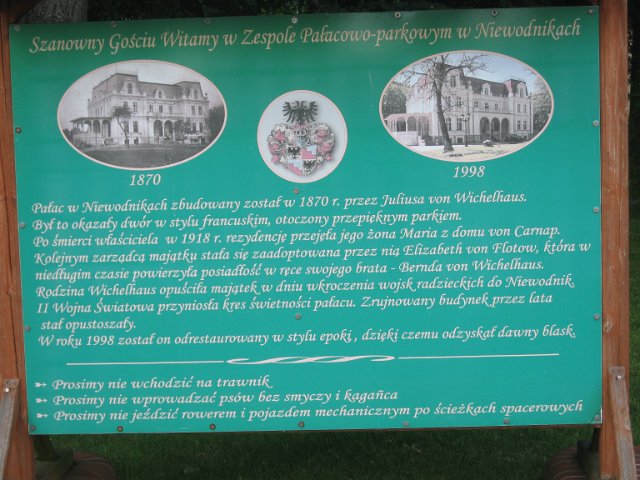 Szanowny Gościu Witamy w Zespole Pałacowo-parkowym w Niewodnikach
1870
1998
Pałac w Niewodnikach zbudowany został w 1870 r. przez Juliusa von Wichelhaus.
Był to okazały dwór w stylu francuskim, otoczony przepięknym parkiem.
Po śmierci właściciela w 1918 r. rezydencję przejęła jego żona Maria z domu von Carnap.
Kolejnym zarządcą majątku stała się zaadoptowana przez nią Elizabeth von Flotow, która w
niedługim czasie powierzyła posiadłość w ręce swojego brata - Bernda von Wichelhaus.
Rodzina Wichelhaus opuściła majątek w dniu wkroczenia wojsk radzieckich do Niewodnik.
II Wojna Światowa przyniosła kres świetności pałacu. Zrujnowany budynek przez lata
stał opustoszały.
W roku 1998 został on odrestaurowany w stylu epoki , dzięki czemu odzyskał dawny blask.
➵ Prosimy nie wchodzić na trawnik
➵ Prosimy nie wprowadzać psów bez smyczy i kągańca
➵ Prosimy nie jeździć rowerem i pojazdem mechanicznym po ścieżkach spacerowych